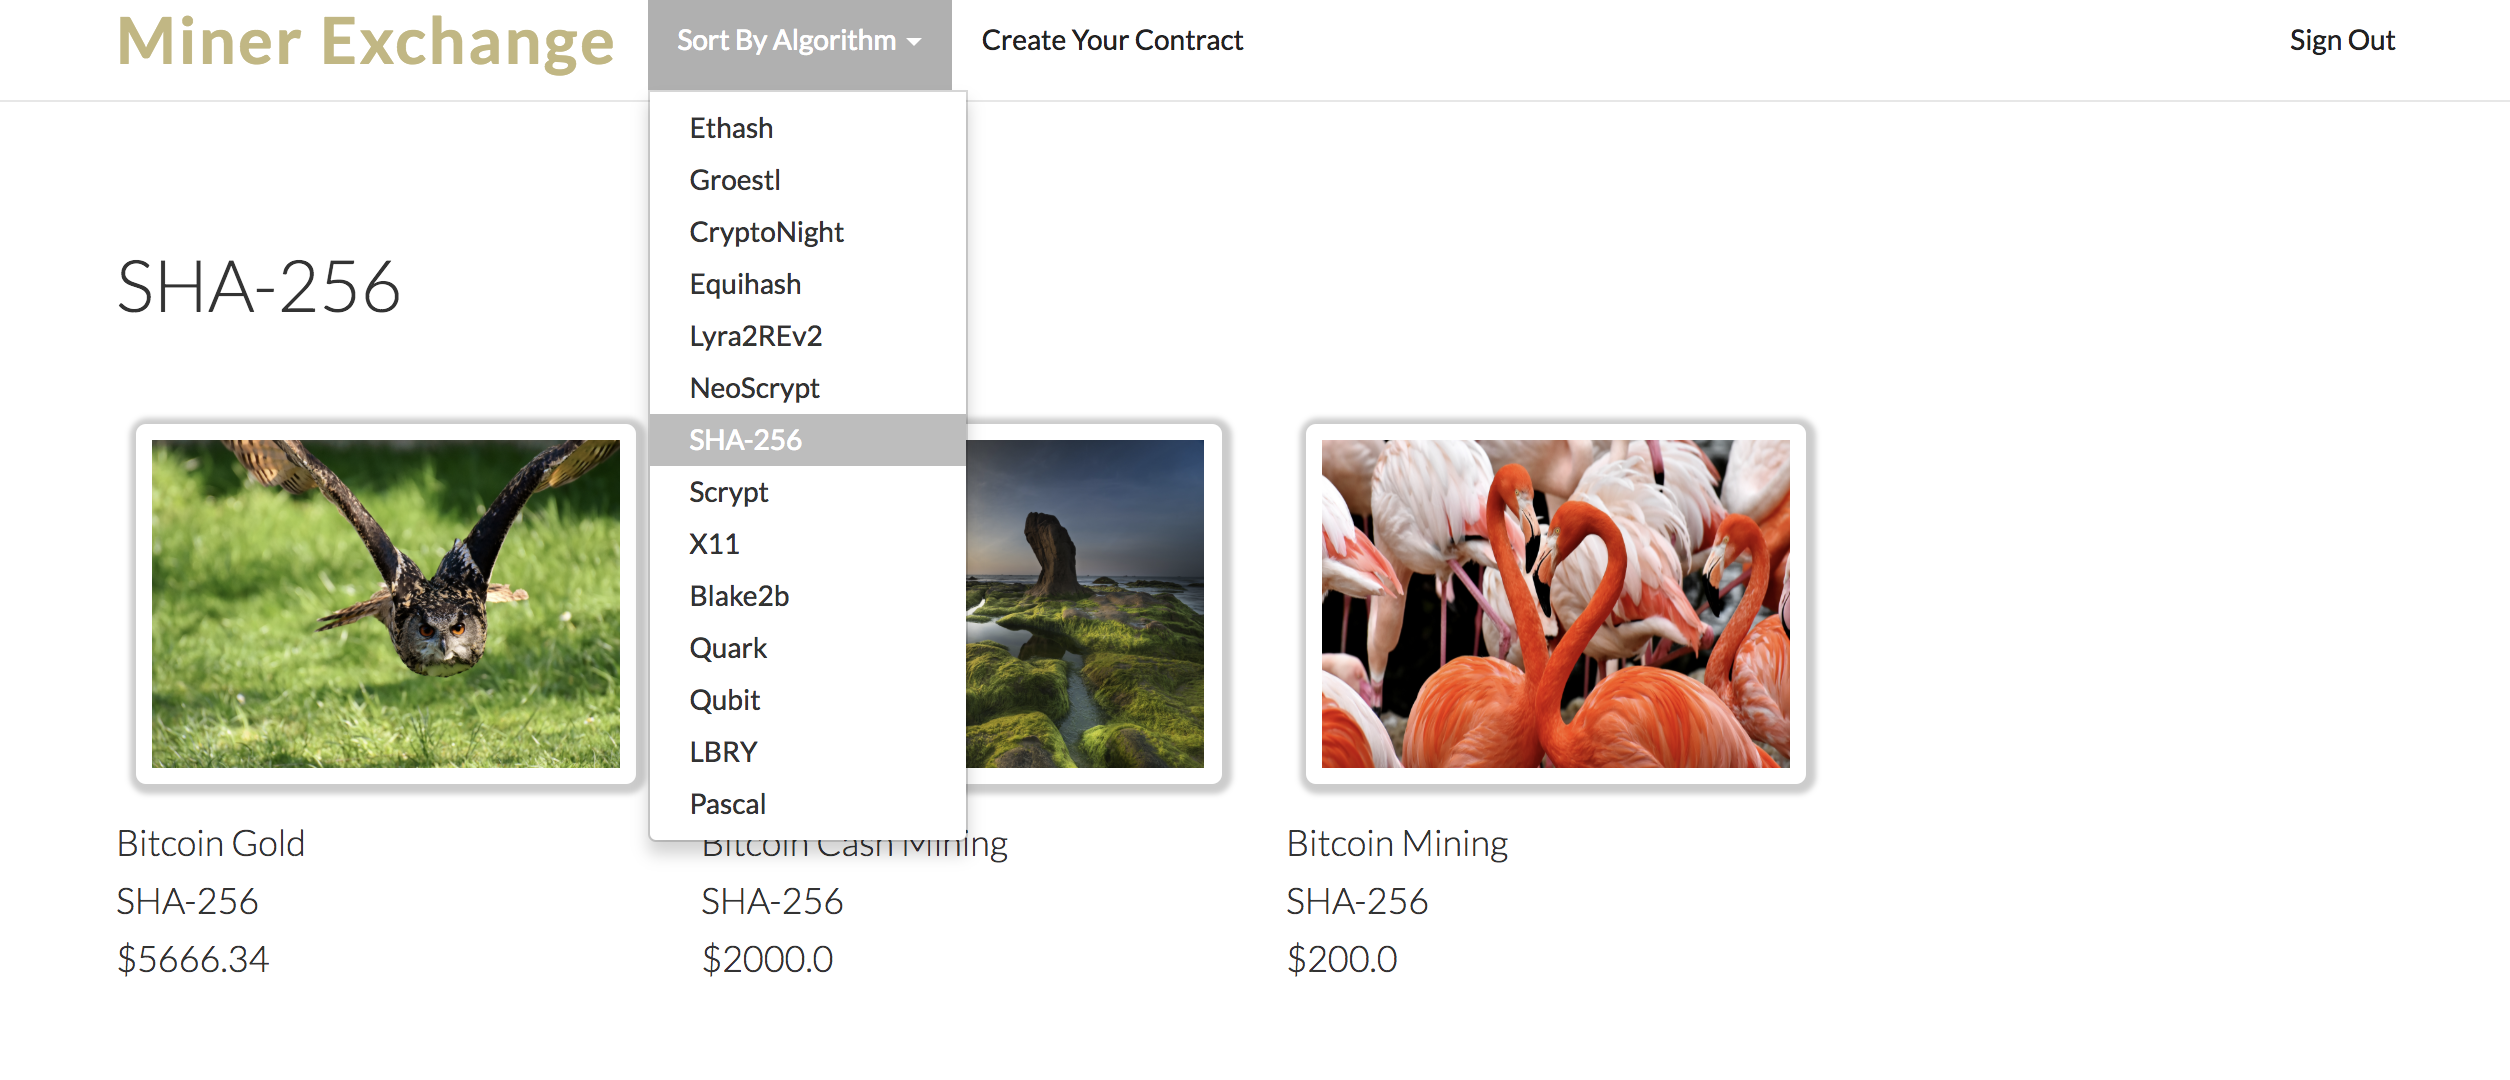 Miner Exchange
Sort By Algorithm
Create Your Contract
Sign Out
Ethash
Groestl
CryptoNight
Equihash
Lyra2REv2
NeoScrypt
SHA-256
Scrypt
X11
Blake2b
Quark
Qubit
LBRY
Pascal
SHA-256
Bitcoin Gold
SHA-256
$5666.34
Bitcoin Cash Mining
SHA-256
$2000.0
Bitcoin Mining
SHA-256
$200.0